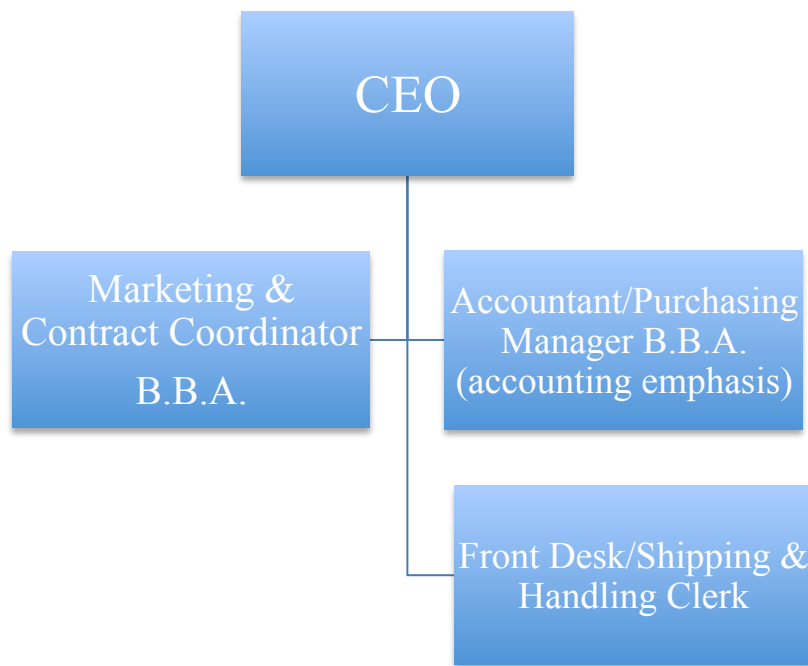 CEO
Marketing &
Contract Coordinator
B.B.A.
Accountant/Purchasing
Manager B.B.A.
(accounting emphasis)
Front Desk/Shipping &
Handling Clerk